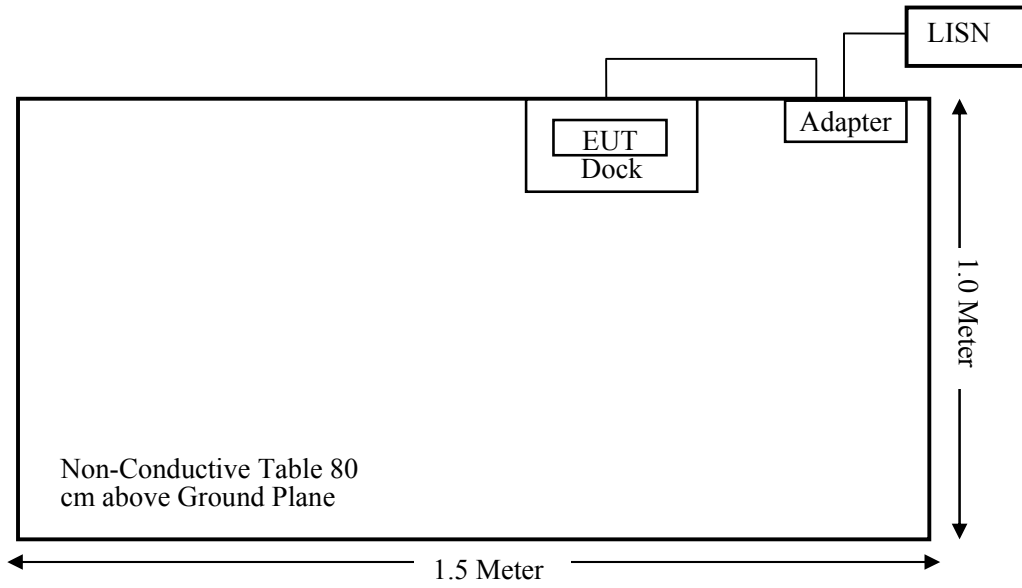 LISN
Adapter
EUT
Dock
1.0 Meter
Non-Conductive Table 80
cm above Ground Plane
1.5 Meter